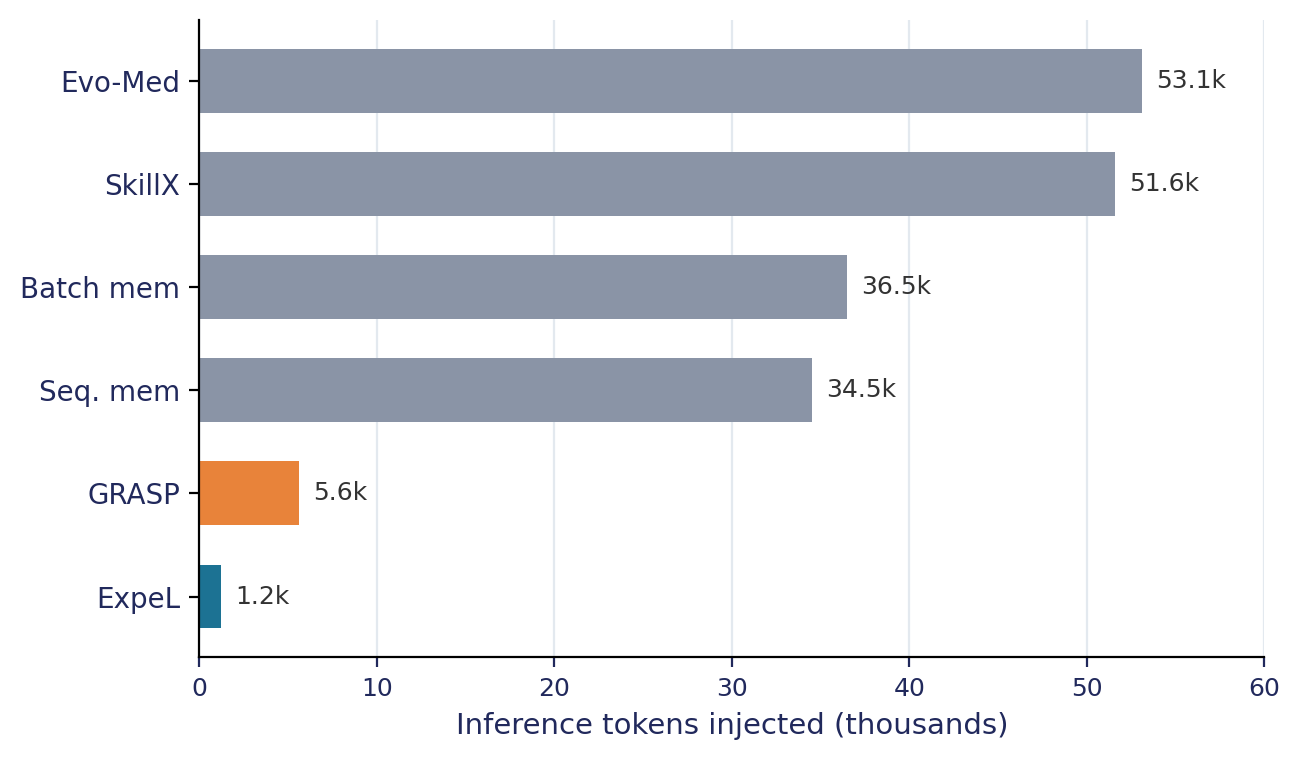 Evo-Med 53.1k
SkillX 51.6k
Batch mem 36.5k
Seq. mem 34.5k
GRASP 5.6k
ExpeL 1.2k
0 10 20 30 40 50 60
Inference tokens injected (thousands)